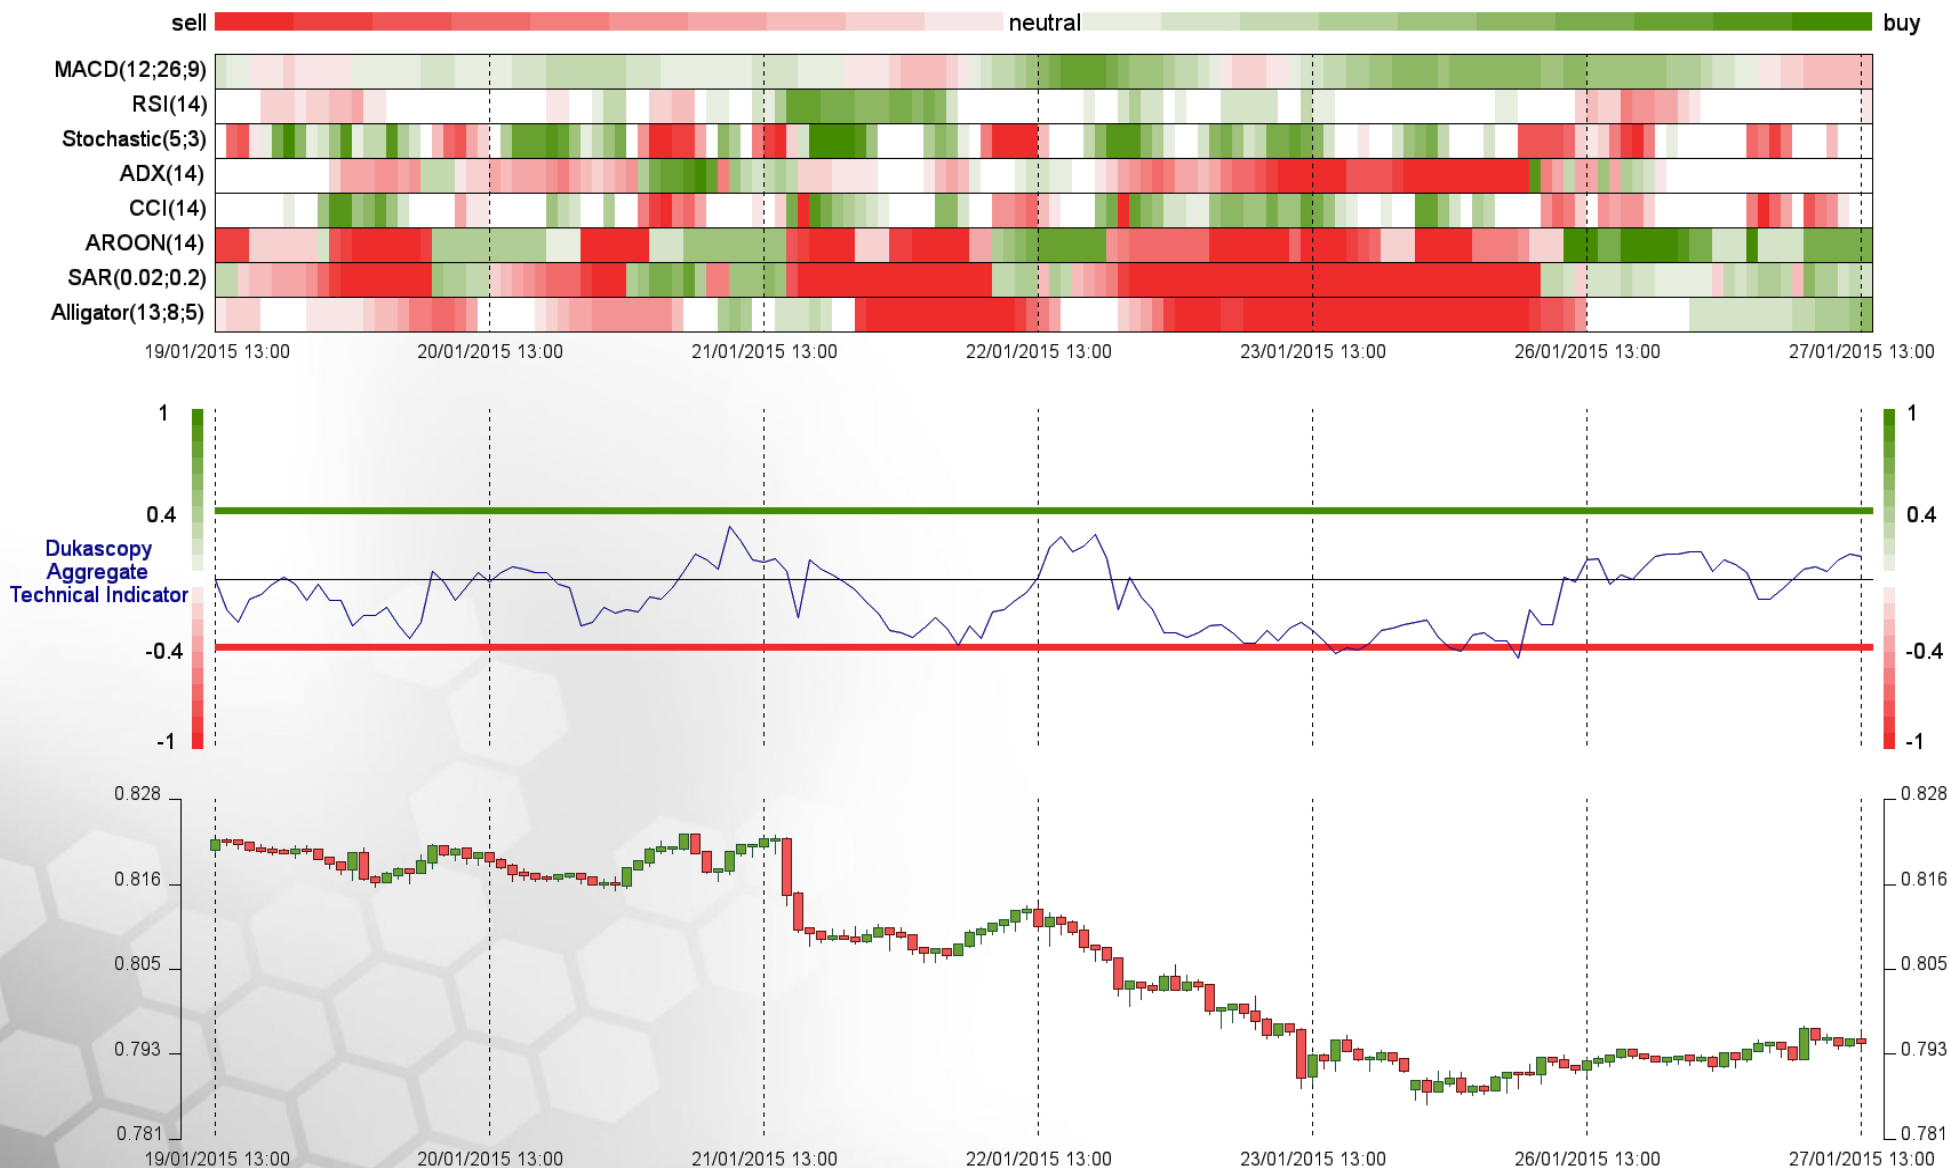 sell neutral buy
MACD(12;26;9)
RSI(14)
Stochastic(5;3)
ADX(14)
CCI(14)
AROON(14)
SAR(0.02;0.2)
Alligator(13;8;5)
19/01/2015 13:00 20/01/2015 13:00 21/01/2015 13:00 22/01/2015 13:00 23/01/2015 13:00 26/01/2015 13:00 27/01/2015 13:00
1 1
0.4 0.4
Dukascopy
Aggregate
Technical Indicator
-0.4 -0.4
-1 -1
0.828 0.828
0.816 0.816
0.805 0.805
0.793 0.793
0.781 0.781
19/01/2015 13:00 20/01/2015 13:00 21/01/2015 13:00 22/01/2015 13:00 23/01/2015 13:00 26/01/2015 13:00 27/01/2015 13:00